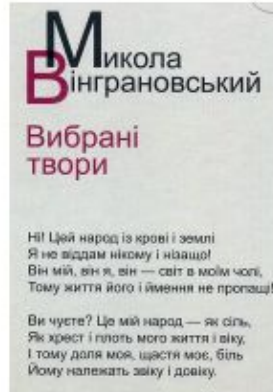 Микола
Вінграновський
Вибрані
твори
Ні! Цей народ із крові і землі
Я не віддам нікому і нізащо!
Він мій, він я, він — світ в моїм чолі,
Тому життя його і ймення не пропащі!
Ви чуєте? Це мій народ — як сіль,
Як хрест і плоть мого життя і віку,
І тому доля моя, щастя моє, біль
Йому належать звіку і довіку.